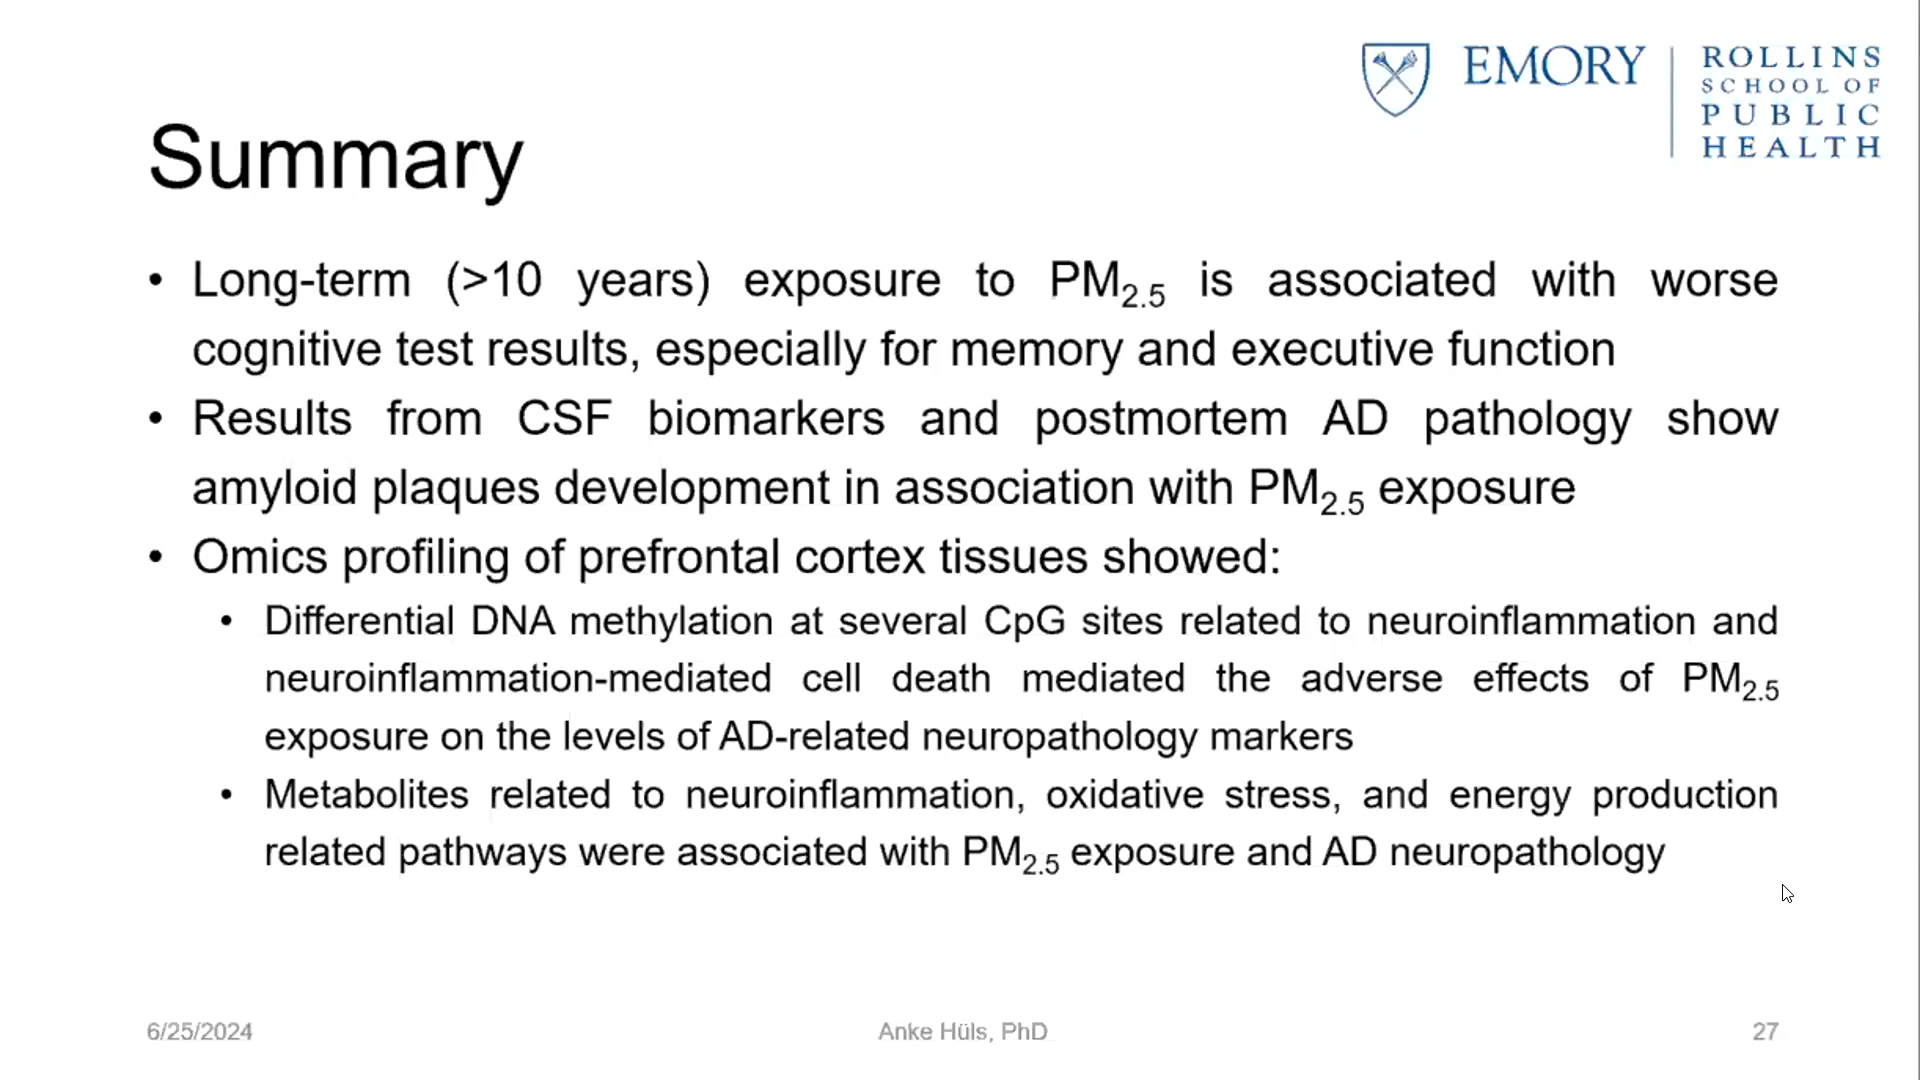 EMORY
ROLLINS
SCHOOL OF
PUBLIC
HEALTH
Summary
• Long-term (>10 years) exposure to PM2.5 is associated with worse
cognitive test results, especially for memory and executive function
• Results from CSF biomarkers and postmortem AD pathology show
amyloid plaques development in association with PM2.5 exposure
• Omics profiling of prefrontal cortex tissues showed:
• Differential DNA methylation at several CpG sites related to neuroinflammation and
neuroinflammation-mediated cell death mediated the adverse effects of PM2.5
exposure on the levels of AD-related neuropathology markers
• Metabolites related to neuroinflammation, oxidative stress, and energy production
related pathways were associated with PM2.5 exposure and AD neuropathology
6/25/2024
Anke Hüls, PhD
27